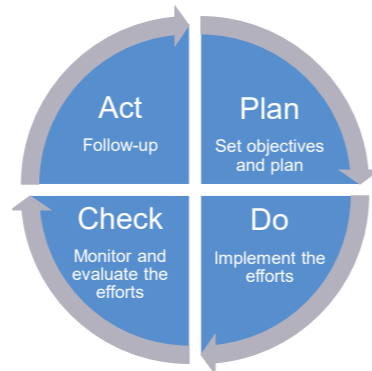 Act
Follow-up
Plan
Set objectives
and plan
Check
Monitor and
evaluate the
efforts
Do
Implement the
efforts